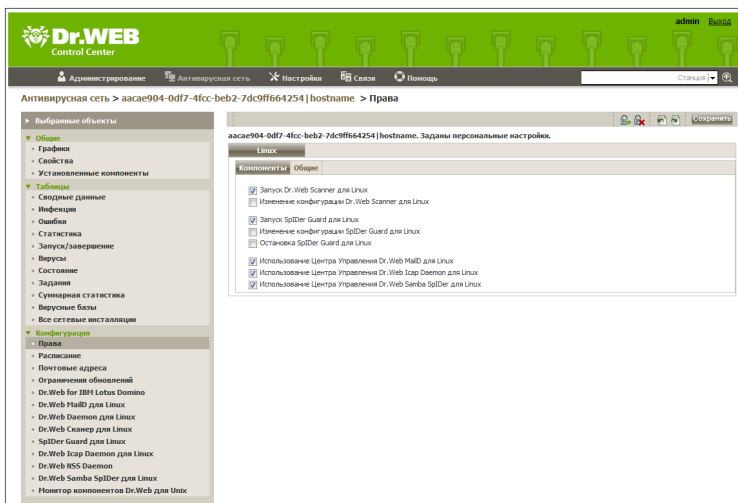 admin Выход
Dr.WEB
Control Center
Администрирование Антивирусная сеть Настройки Связи Помощь Станция
Антивирусная сеть > aacae904-0df7-4fcc-beb2-7dc9ff664254|hostname > Права
Выбранные объекты
Сохранить
Общие
Графики
Свойства
Установленные компоненты
Таблицы
Сводные данные
Инфекции
Ошибки
Статистика
Запуск/завершение
Вирусы
Состояние
Задания
Суммарная статистика
Вирусные базы
Все сетевые инсталляции
Конфигурация
Права
Расписание
Почтовые адреса
Ограничения обновлений
Dr.Web for IBM Lotus Domino
Dr.Web MailD для Linux
Dr.Web Daemon для Linux
Dr.Web Сканер для Linux
SpIDer Guard для Linux
Dr.Web Icap Daemon для Linux
Dr.Web NSS Daemon
Dr.Web Samba SpIDer для Linux
Монитор компонентов Dr.Web для Unix
aacae904-0df7-4fcc-beb2-7dc9ff664254|hostname. Заданы персональные настройки.
Linux
Компоненты Общие
Запуск Dr.Web Scanner для Linux
Изменение конфигурации Dr.Web Scanner для Linux
Запуск SpIDer Guard для Linux
Изменение конфигурации SpIDer Guard для Linux
Остановка SpIDer Guard для Linux
Использование Центра Управления Dr.Web MailD для Linux
Использование Центра Управления Dr.Web Icap Daemon для Linux
Использование Центра Управления Dr.Web Samba SpIDer для Linux